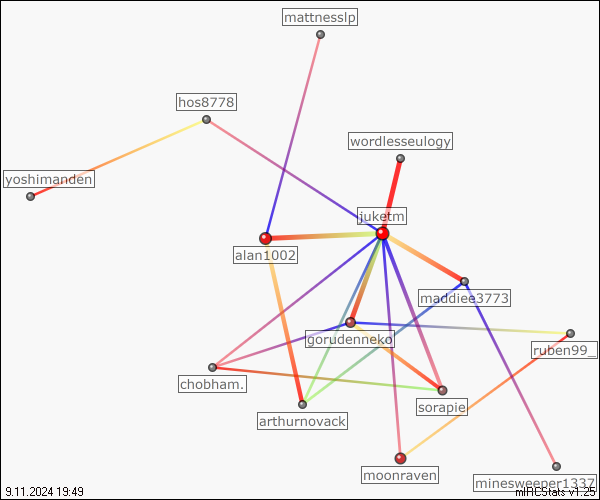 mattnesslp
hos8778
wordlesseulogy
yoshimanden
juketm
alan1002
maddiee3773
gorudenneko
ruben99_
chobham.
sorapie
arthurnovack
moonraven
minesweeper1337
9.11.2024 19:49
mIRCStats v1.25